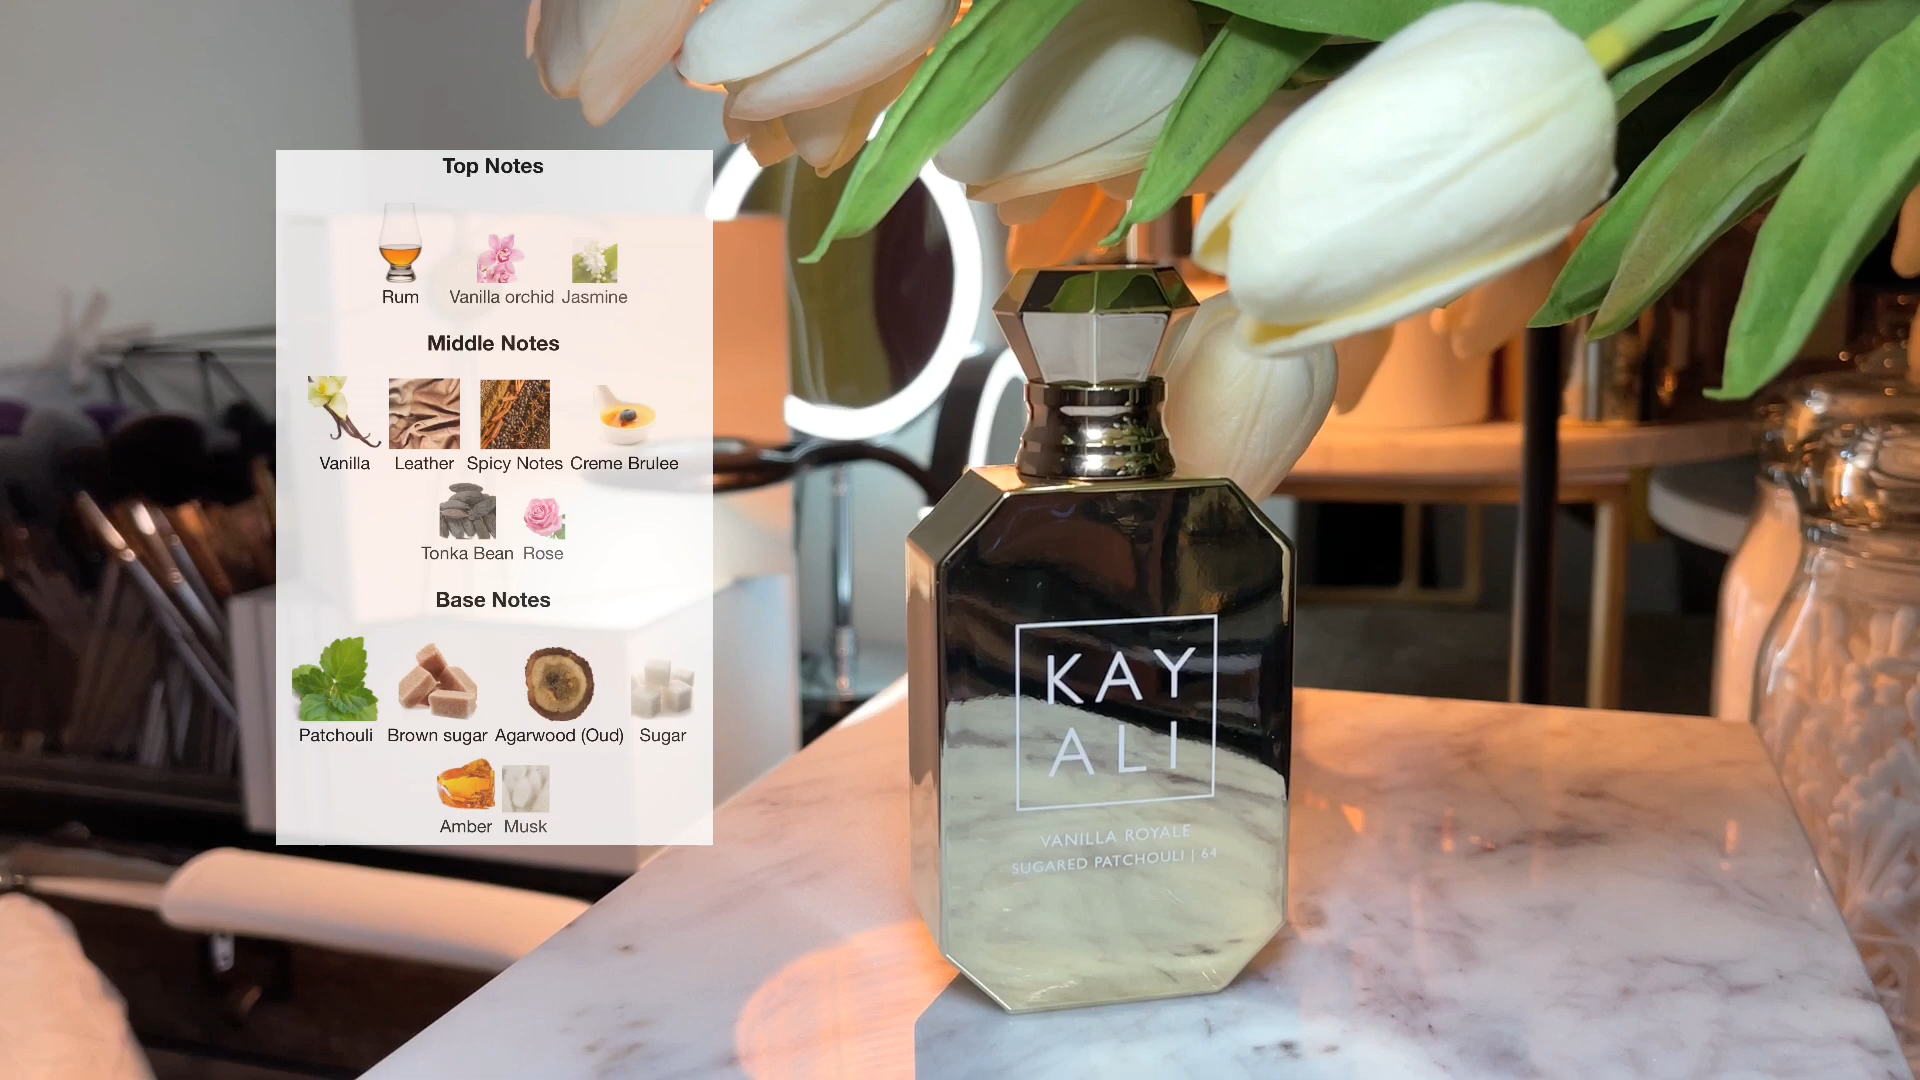 Top Notes
Rum Vanilla orchid Jasmine
Middle Notes
Vanilla Leather Spicy Notes Creme Brulee
Tonka Bean Rose
Base Notes
Patchouli Brown sugar Agarwood (Oud) Sugar
Amber Musk
KAY
ALI
VANILLA ROYALE
SUGARED PATCHOULI | 64